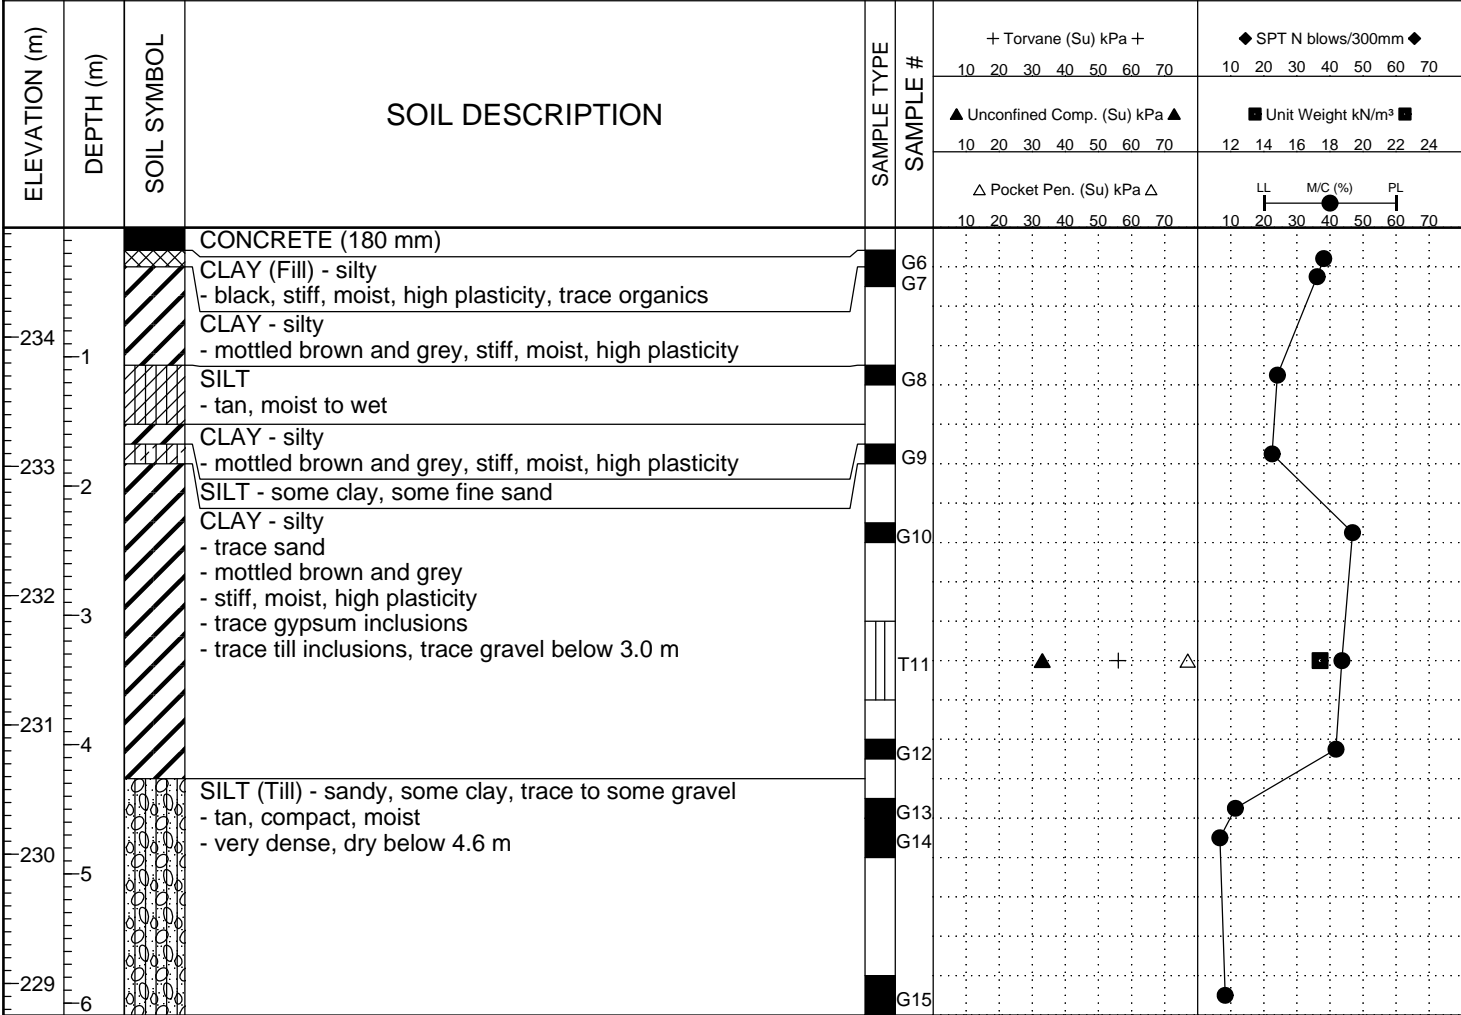 ELEVATION (m)
DEPTH (m)
SOIL SYMBOL
SOIL DESCRIPTION
SAMPLE TYPE
SAMPLE #
+ Torvane (Su) kPa +
10 20 30 40 50 60 70
▲ Unconfined Comp. (Su) kPa ▲
10 20 30 40 50 60 70
△ Pocket Pen. (Su) kPa △
10 20 30 40 50 60 70
◆ SPT N blows/300mm ◆
10 20 30 40 50 60 70
■ Unit Weight kN/m³ ■
12 14 16 18 20 22 24
LL M/C (%) PL
10 20 30 40 50 60 70
CONCRETE (180 mm)
CLAY (Fill) - silty
- black, stiff, moist, high plasticity, trace organics
CLAY - silty
- mottled brown and grey, stiff, moist, high plasticity
SILT
- tan, moist to wet
CLAY - silty
- mottled brown and grey, stiff, moist, high plasticity
SILT - some clay, some fine sand
CLAY - silty
- trace sand
- mottled brown and grey
- stiff, moist, high plasticity
- trace gypsum inclusions
- trace till inclusions, trace gravel below 3.0 m
SILT (Till) - sandy, some clay, trace to some gravel
- tan, compact, moist
- very dense, dry below 4.6 m
234
233
232
231
230
229
1
2
3
4
5
6
G6
G7
G8
G9
G10
T11
G12
G13
G14
G15